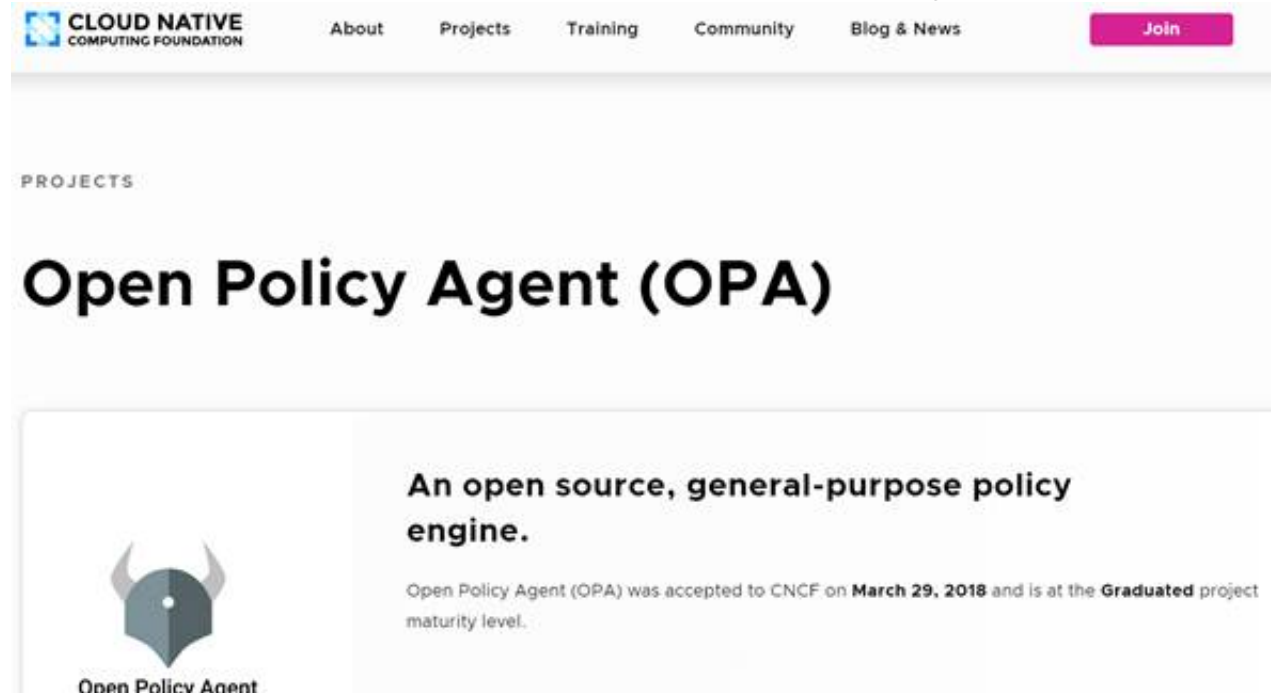 CLOUD NATIVE
COMPUTING FOUNDATION
About Projects Training Community Blog & News Join
PROJECTS
Open Policy Agent (OPA)
An open source, general-purpose policy
engine.
Open Policy Agent (OPA) was accepted to CNCF on March 29, 2018 and is at the Graduated project
maturity level.
Open Policy Agent